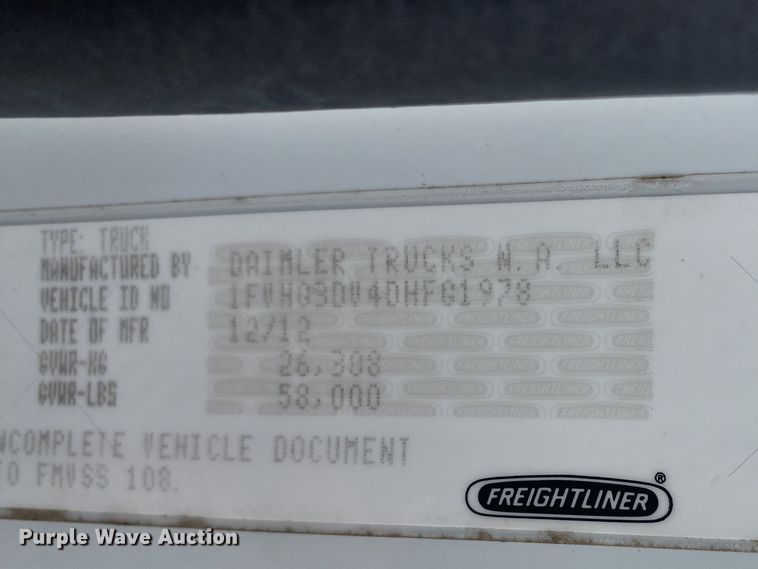 TYPE: TRUCK
MANUFACTURED BY DAIMLER TRUCKS N.A. LLC
VEHICLE ID NO 1FVHG3DV4DHFG1978
DATE OF MFR 12/12
GVWR-KG 26,308
GVWR-LBS 58,000
NCOMPLETE VEHICLE DOCUMENT
TO FMVSS 108.
FREIGHTLINER®
Purple Wave Auction